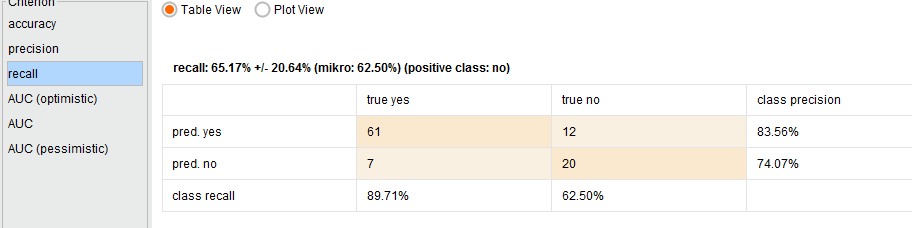 Criterion
accuracy
precision
recall
AUC (optimistic)
AUC
AUC (pessimistic)
Table View Plot View
recall: 65.17% +/- 20.64% (mikro: 62.50%) (positive class: no)
true yes true no class precision
pred. yes 61 12 83.56%
pred. no 7 20 74.07%
class recall 89.71% 62.50%